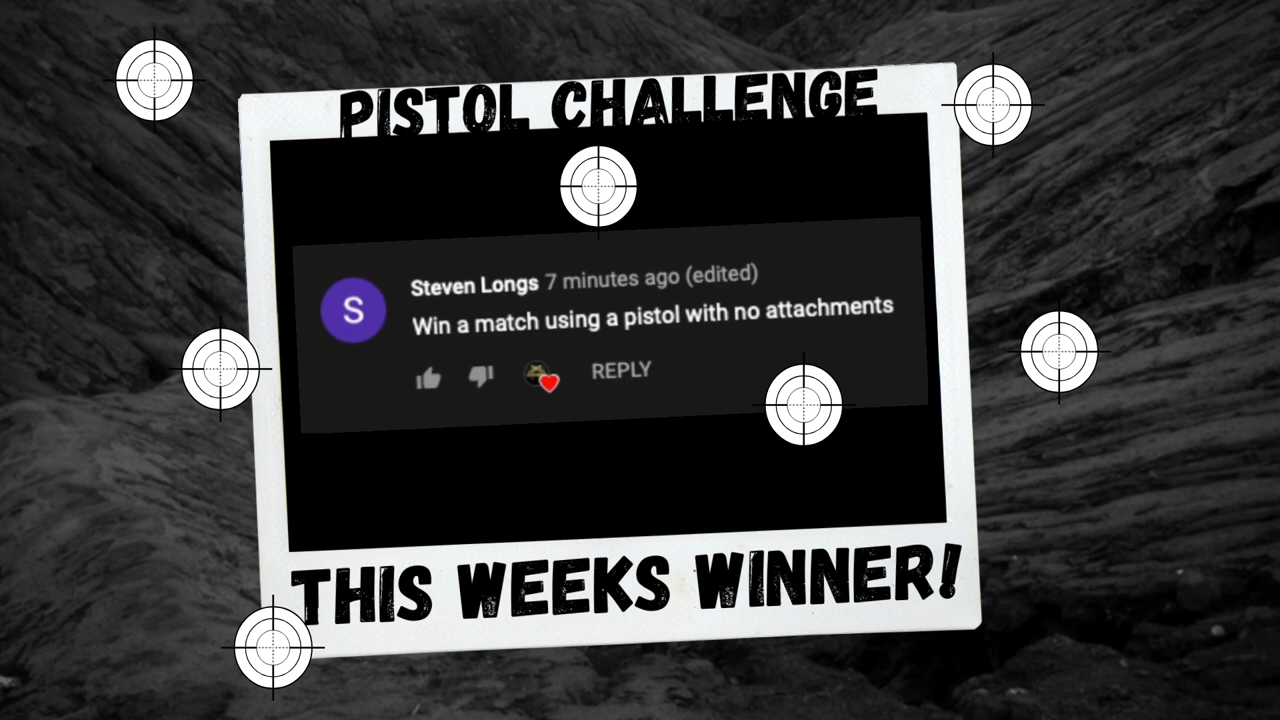 PISTOL CHALLENGE
S
Steven Longs 7 minutes ago (edited)
Win a match using a pistol with no attachments
REPLY
THIS WEEKS WINNER!